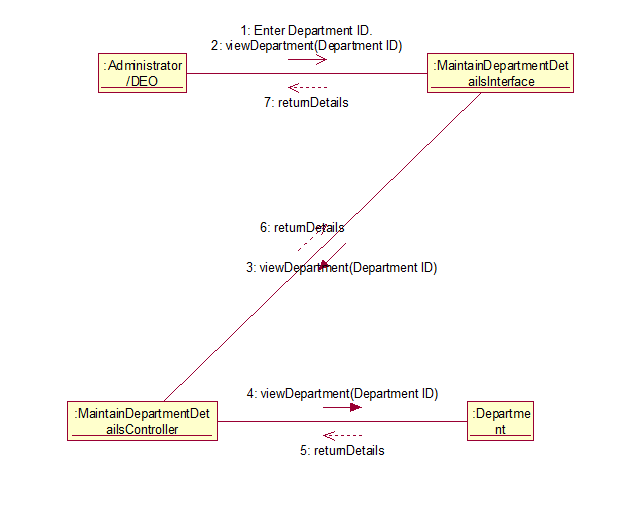 1: Enter Department ID.
2: viewDepartment(Department ID)
:Administrator
/DEO
:MaintainDepartmentDet
ailsInterface
7: returnDetails
6: returnDetails
3: viewDepartment(Department ID)
4: viewDepartment(Department ID)
:MaintainDepartmentDet
ailsController
:Departme
nt
5: returnDetails